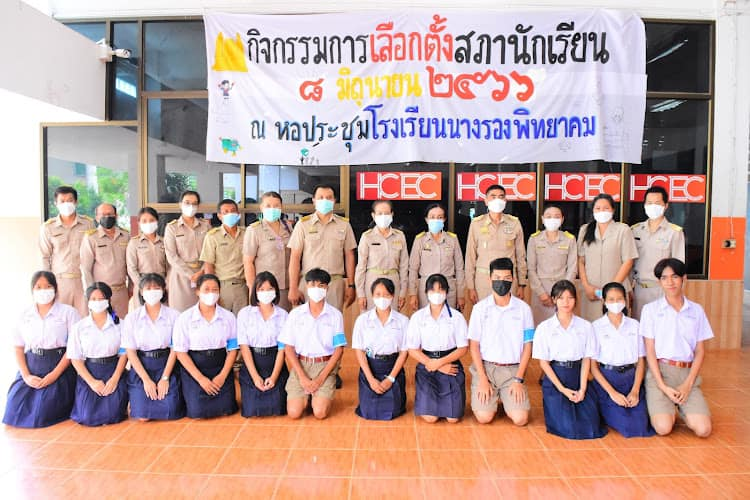 กิจกรรมการเลือกตั้งสภานักเรียน
๘ มิถุนายน ๒๕๖๖
ณ หอประชุมโรงเรียนนางรองพิทยาคม
HCEC HCEC HCEC HCEC